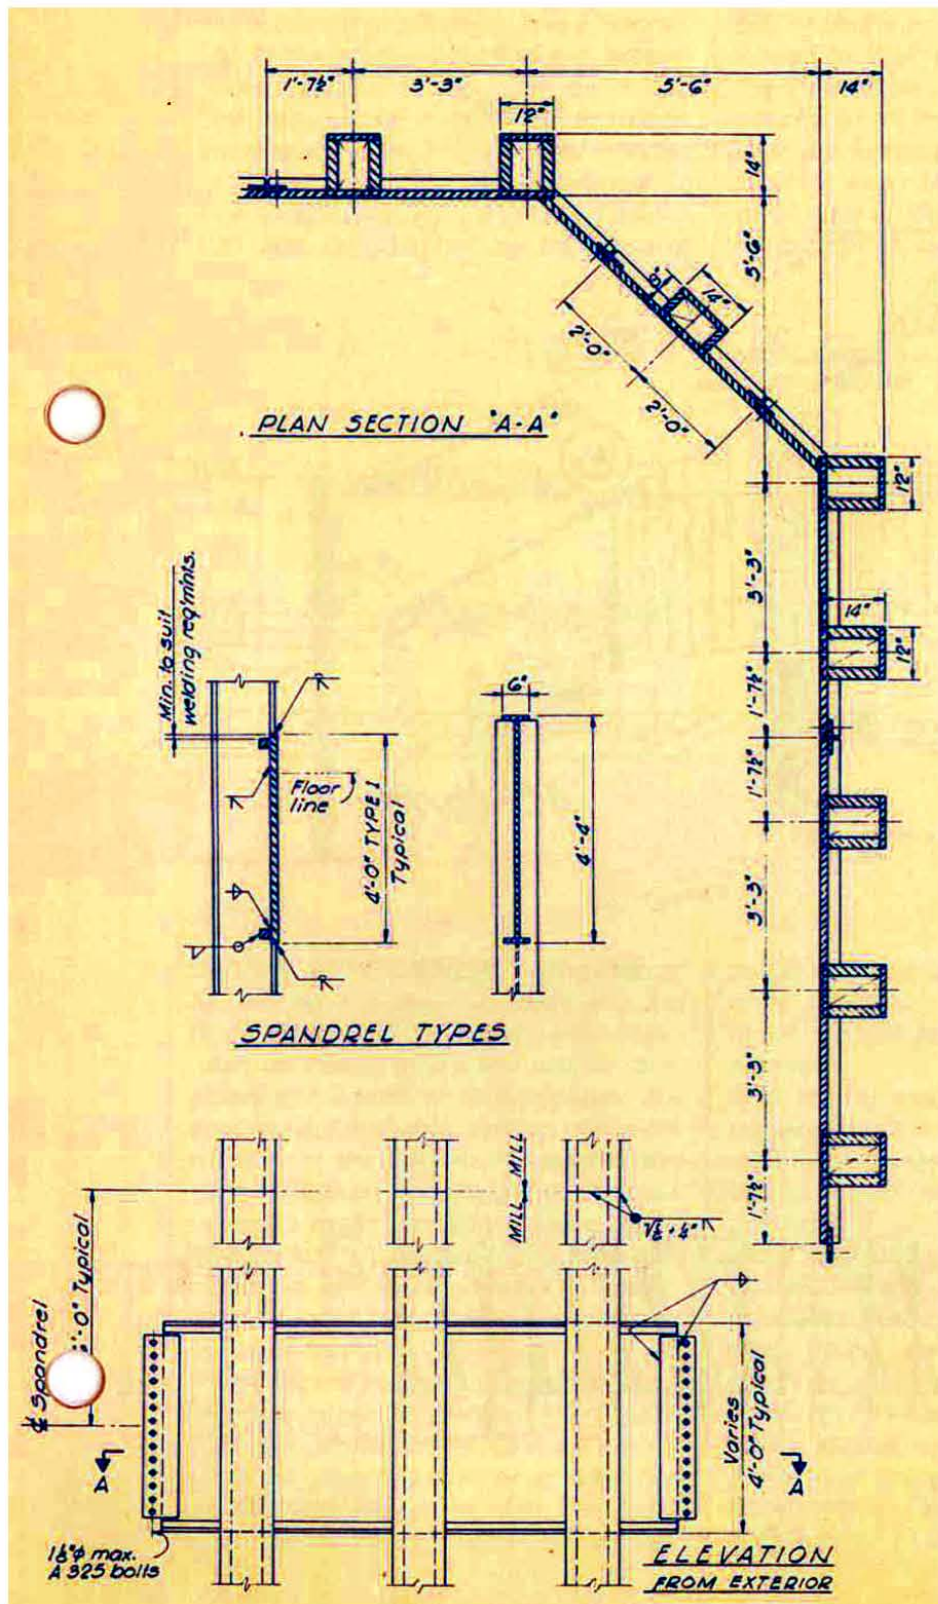 1'-7½" 3'-3" 5'-6" 14"
12"
14"
5'-6"
14"
2'-0"
2'-0"
PLAN SECTION "A-A"
12"
3'-3"
14"
12"
1'-7½"
1'-7½"
3'-3"
3'-3"
1'-7½"
Min. to suit
welding reqmnts.
Floor
line
4'-0" TYPE 1
Typical
6"
4'-4"
SPANDREL TYPES
MILL MILL
'-0" Typical
℄ Spandrel
Varies
4'-0" Typical
A A
1⅛"φ max.
A 325 bolts
ELEVATION
FROM EXTERIOR